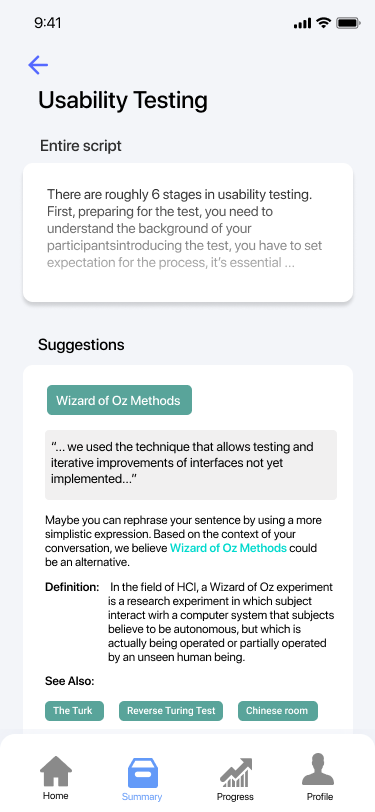 9:41
Usability Testing
Entire script
There are roughly 6 stages in usability testing.
First, preparing for the test, you need to
understand the background of your
participantsintroducing the test, you have to set
expectation for the process, it's essential ...
Suggestions
Wizard of Oz Methods
“... we used the technique that allows testing and
iterative improvements of interfaces not yet
implemented...”
Maybe you can rephrase your sentence by using a more
simplistic expression. Based on the context of your
conversation, we believe Wizard of Oz Methods could
be an alternative.
Definition: In the field of HCI, a Wizard of Oz experiment
is a research experiment in which subject
interact wirh a computer system that subjects
believe to be autonomous, but which is
actually being operated or partially operated
by an unseen human being.
See Also:
The Turk Reverse Turing Test Chinese room
Home Summary Progress Profile